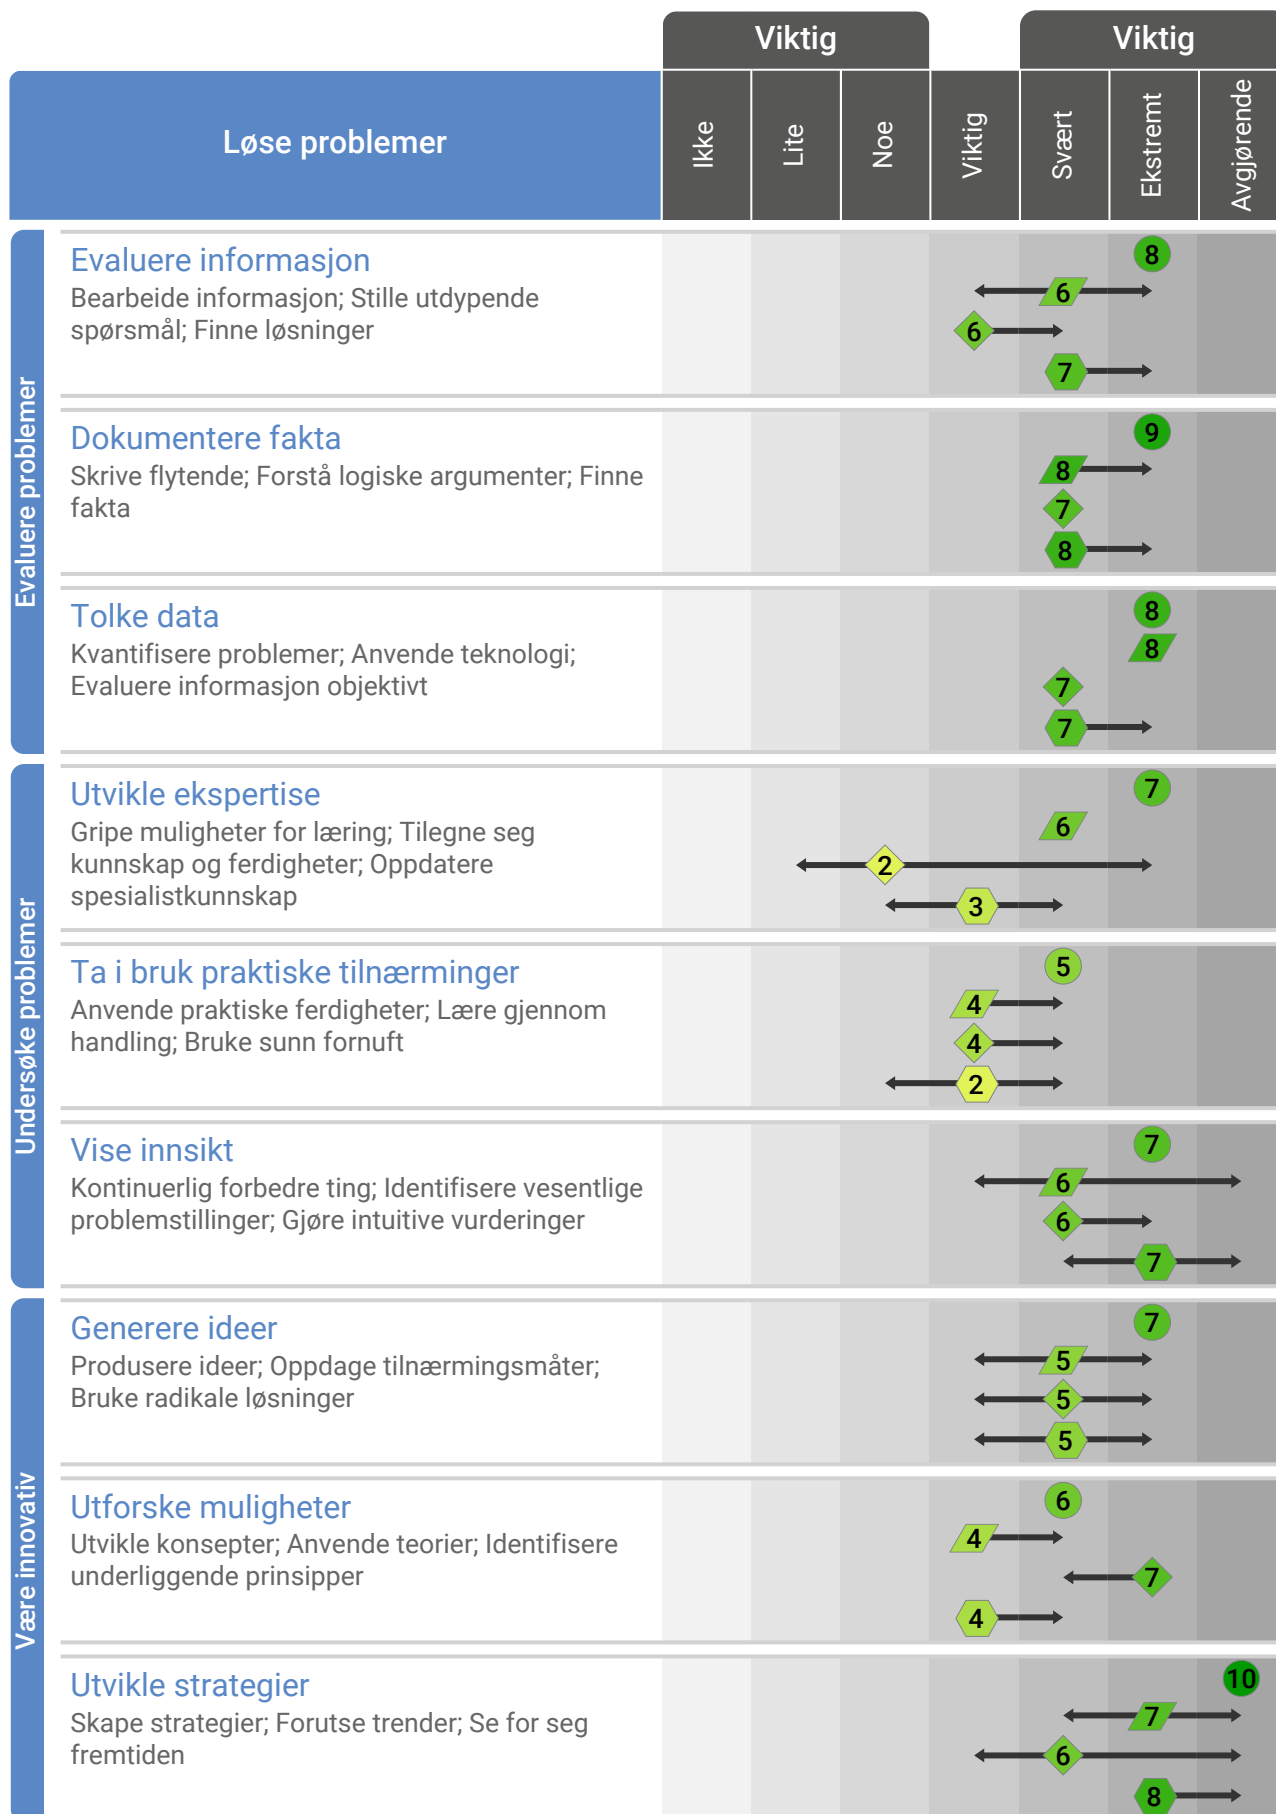 Viktig
Viktig
Løse problemer
Ikke
Lite
Noe
Viktig
Svært
Ekstremt
Avgjørende
Evaluere problemer
Evaluere informasjon
Bearbeide informasjon; Stille utdypende
spørsmål; Finne løsninger
8
6
6
7
Dokumentere fakta
Skrive flytende; Forstå logiske argumenter; Finne
fakta
9
8
7
8
Tolke data
Kvantifisere problemer; Anvende teknologi;
Evaluere informasjon objektivt
8
8
7
7
Undersøke problemer
Utvikle ekspertise
Gripe muligheter for læring; Tilegne seg
kunnskap og ferdigheter; Oppdatere
spesialistkunnskap
7
6
2
3
Ta i bruk praktiske tilnærminger
Anvende praktiske ferdigheter; Lære gjennom
handling; Bruke sunn fornuft
5
4
4
2
Vise innsikt
Kontinuerlig forbedre ting; Identifisere vesentlige
problemstillinger; Gjøre intuitive vurderinger
7
6
6
7
Være innovativ
Generere ideer
Produsere ideer; Oppdage tilnærmingsmåter;
Bruke radikale løsninger
7
5
5
5
Utforske muligheter
Utvikle konsepter; Anvende teorier; Identifisere
underliggende prinsipper
6
4
7
4
Utvikle strategier
Skape strategier; Forutse trender; Se for seg
fremtiden
10
7
6
8